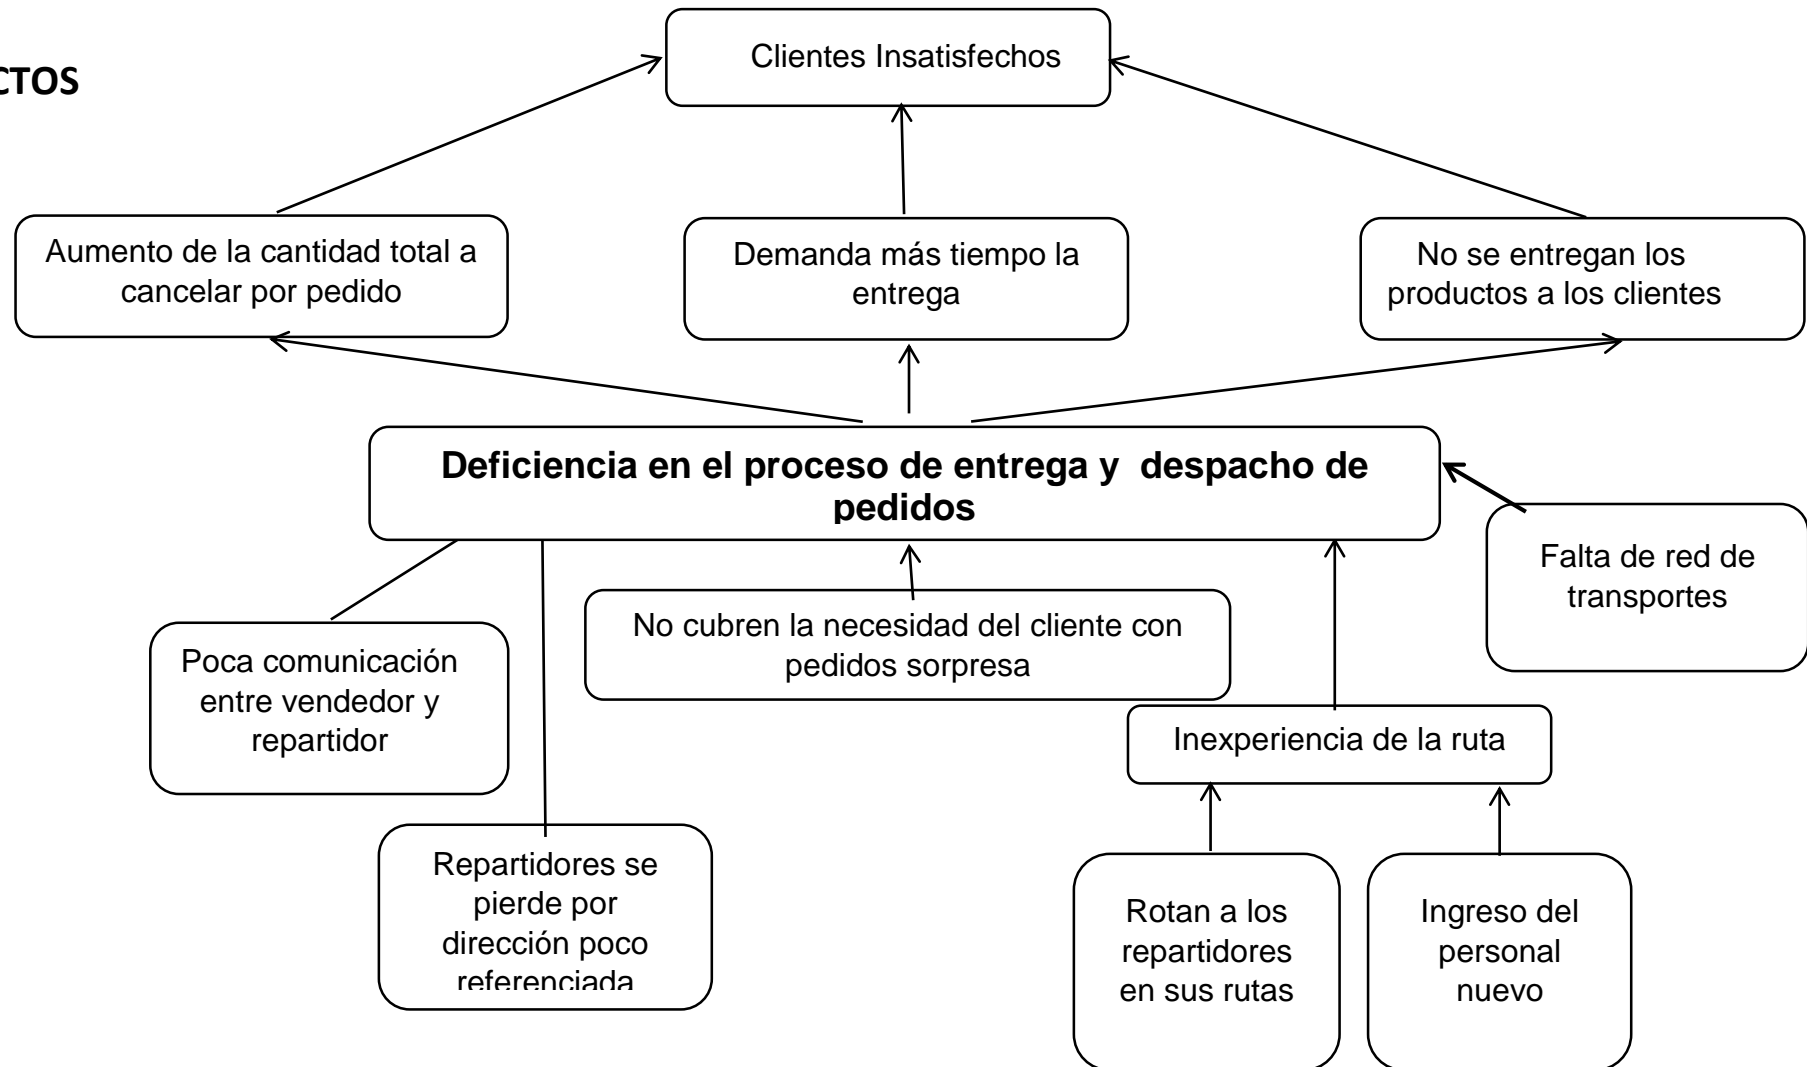 Clientes Insatisfechos
CTOS
Aumento de la cantidad total a
cancelar por pedido
Demanda más tiempo la
entrega
No se entregan los
productos a los clientes
Deficiencia en el proceso de entrega y  despacho de
pedidos
Falta de red de
transportes
No cubren la necesidad del cliente con
pedidos sorpresa
Poca comunicación
entre vendedor y
repartidor
Inexperiencia de la ruta
Repartidores se
pierde por
dirección poco
referenciada
Rotan a los
repartidores
en sus rutas
Ingreso del
personal
nuevo